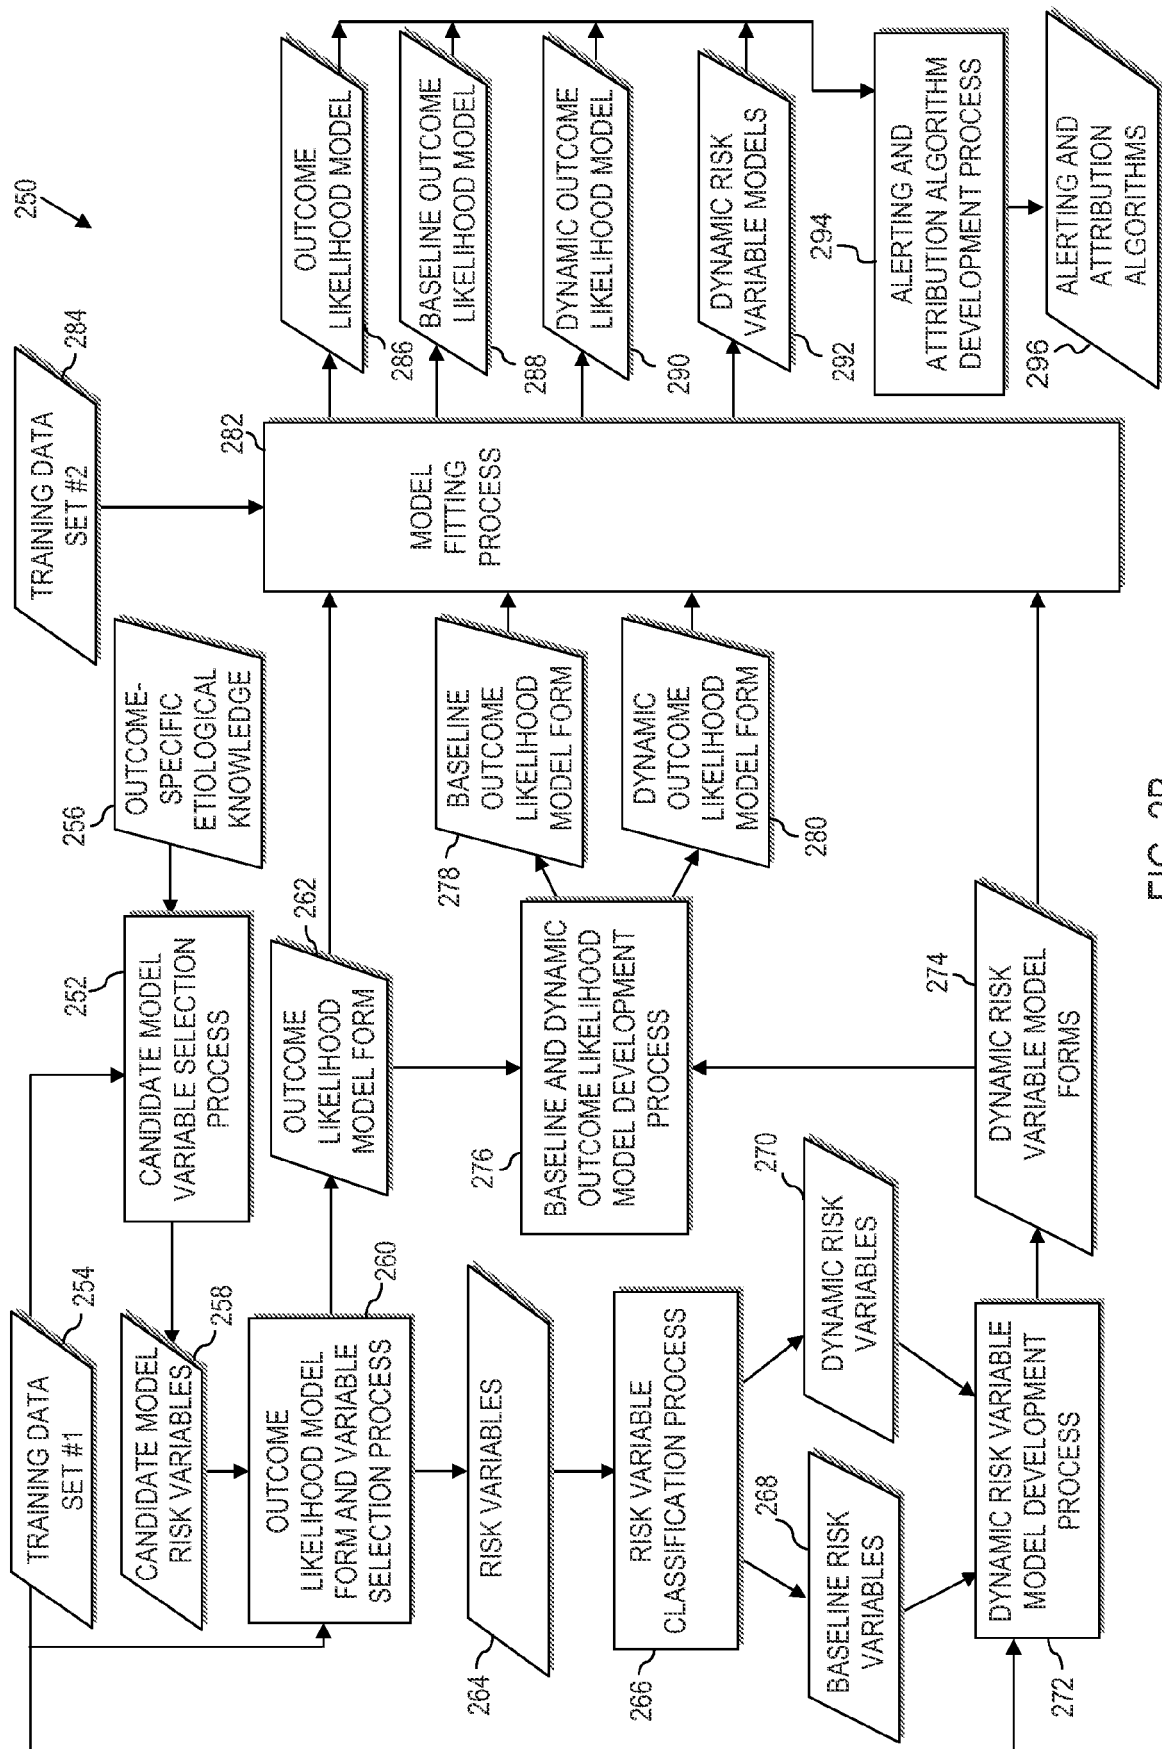 250
TRAINING DATA
SET #1
254
CANDIDATE MODEL
RISK VARIABLES
258
OUTCOME
LIKELIHOOD MODEL
FORM AND VARIABLE
SELECTION PROCESS
260
RISK VARIABLES
264
RISK VARIABLE
CLASSIFICATION PROCESS
266
BASELINE RISK
VARIABLES
268
DYNAMIC RISK
VARIABLES
270
DYNAMIC RISK VARIABLE
MODEL DEVELOPMENT
PROCESS
272
252
CANDIDATE MODEL
VARIABLE SELECTION
PROCESS
256
OUTCOME-
SPECIFIC
ETIOLOGICAL
KNOWLEDGE
262
OUTCOME
LIKELIHOOD
MODEL FORM
276
BASELINE AND DYNAMIC
OUTCOME LIKELIHOOD
MODEL DEVELOPMENT
PROCESS
274
DYNAMIC RISK
VARIABLE MODEL
FORMS
278
BASELINE
OUTCOME
LIKELIHOOD
MODEL FORM
DYNAMIC
OUTCOME
LIKELIHOOD
MODEL FORM
280
TRAINING DATA
SET #2
284
282
MODEL
FITTING
PROCESS
OUTCOME
LIKELIHOOD MODEL
286
BASELINE OUTCOME
LIKELIHOOD MODEL
288
DYNAMIC OUTCOME
LIKELIHOOD MODEL
290
DYNAMIC RISK
VARIABLE MODELS
292
294
ALERTING AND
ATTRIBUTION ALGORITHM
DEVELOPMENT PROCESS
296
ALERTING AND
ATTRIBUTION
ALGORITHMS